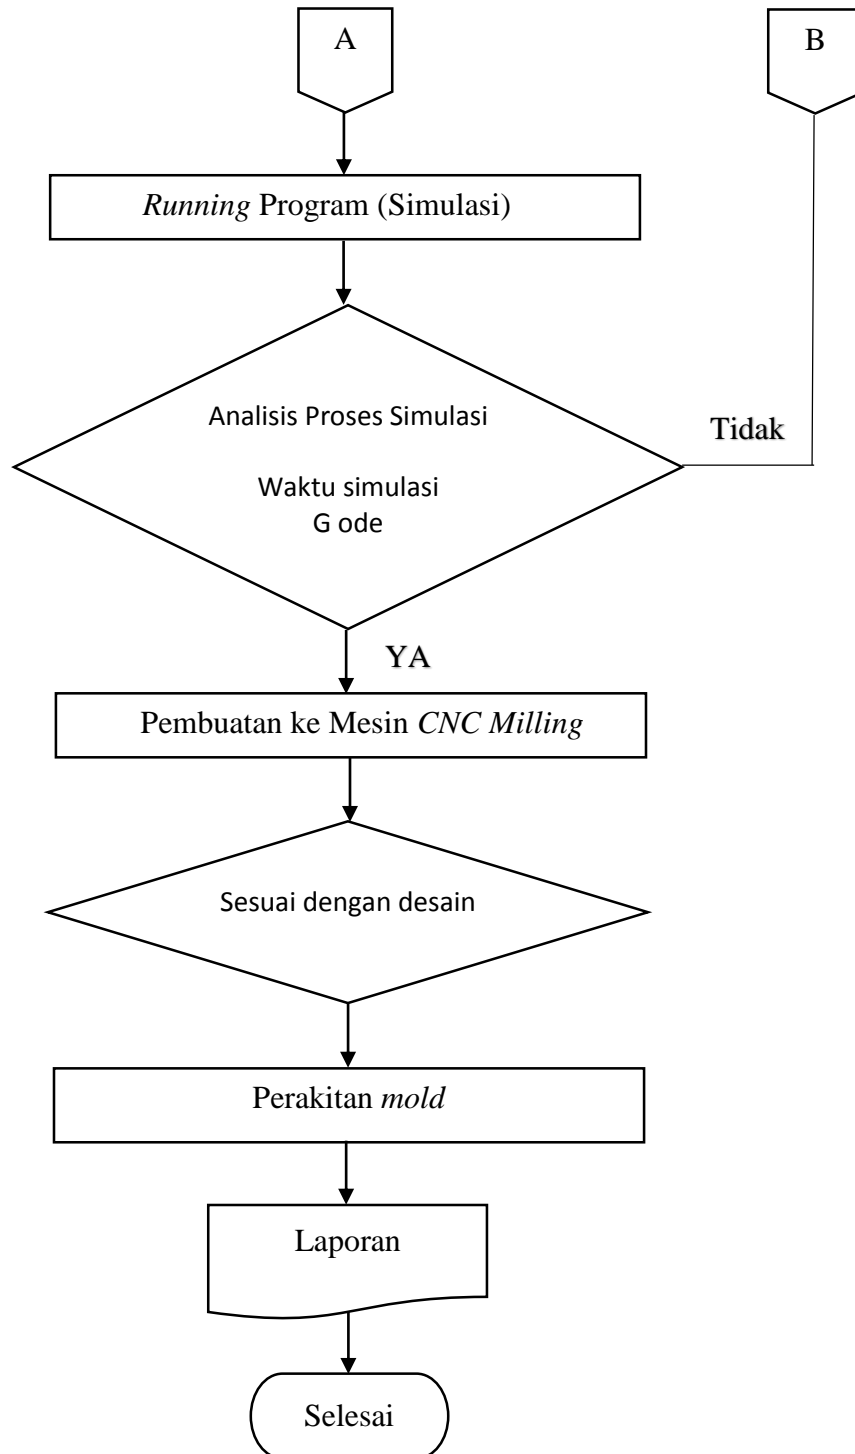 A
B
Running Program (Simulasi)
Analisis Proses Simulasi
Tidak
Waktu simulasi
G ode
YA
Pembuatan ke Mesin CNC Milling
Sesuai dengan desain
Perakitan mold
Laporan
Selesai